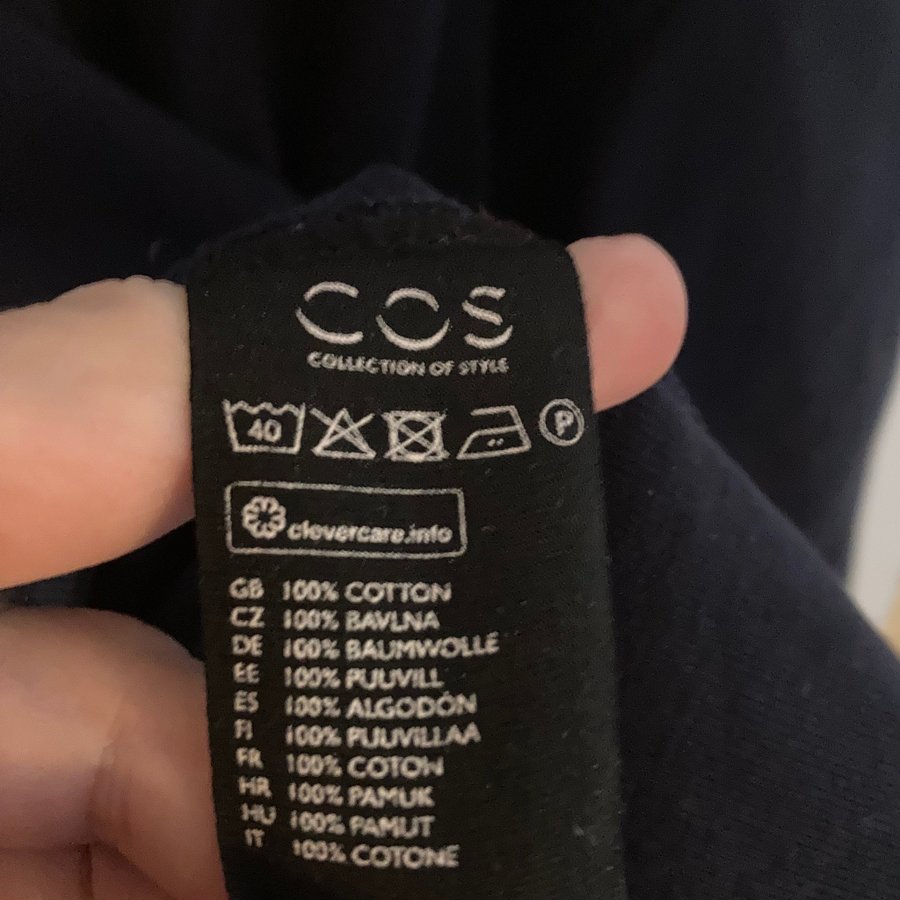 COS
COLLECTION OF STYLE
40 P
clevercare.info
GB 100% COTTON
CZ 100% BAVLNA
DE 100% BAUMWOLLE
EE 100% PUUVILL
ES 100% ALGODÓN
FI 100% PUUVILLAA
FR 100% COTON
HR 100% PAMUK
HU 100% PAMUT
IT 100% COTONE